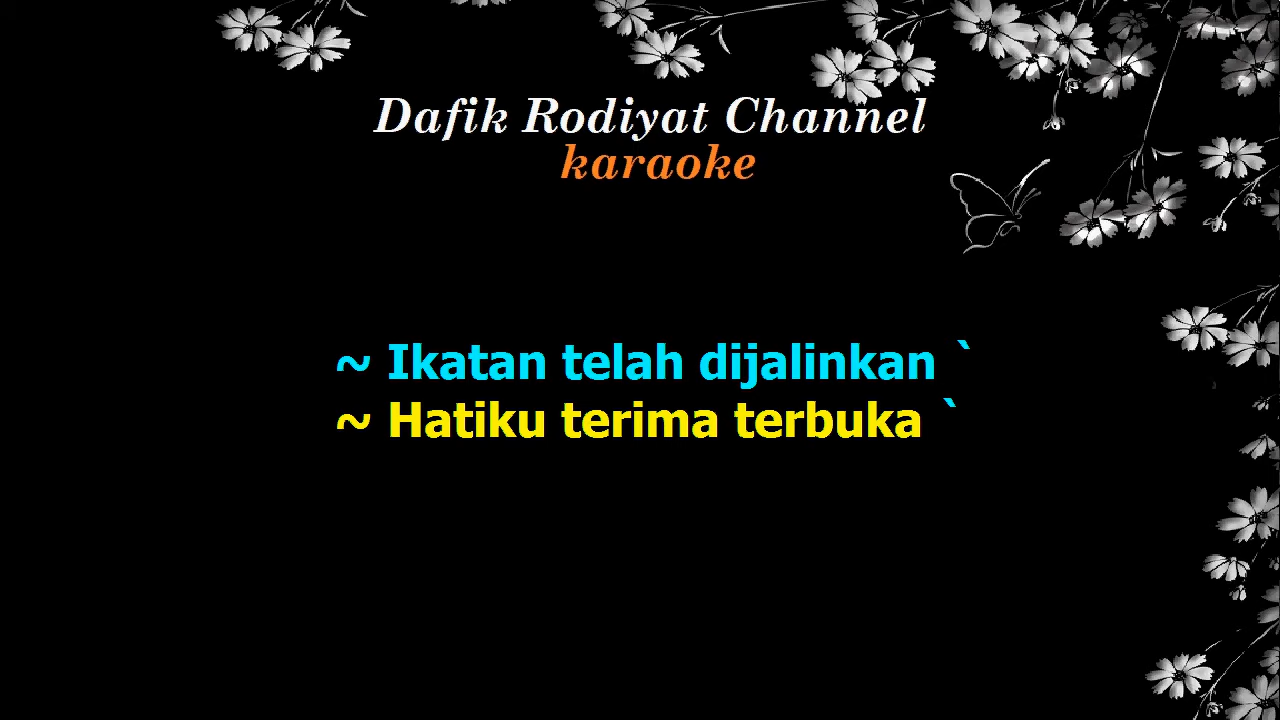 Dafik Rodiyat Channel
karaoke
~ Ikatan telah dijalinkan `
~ Hatiku terima terbuka `